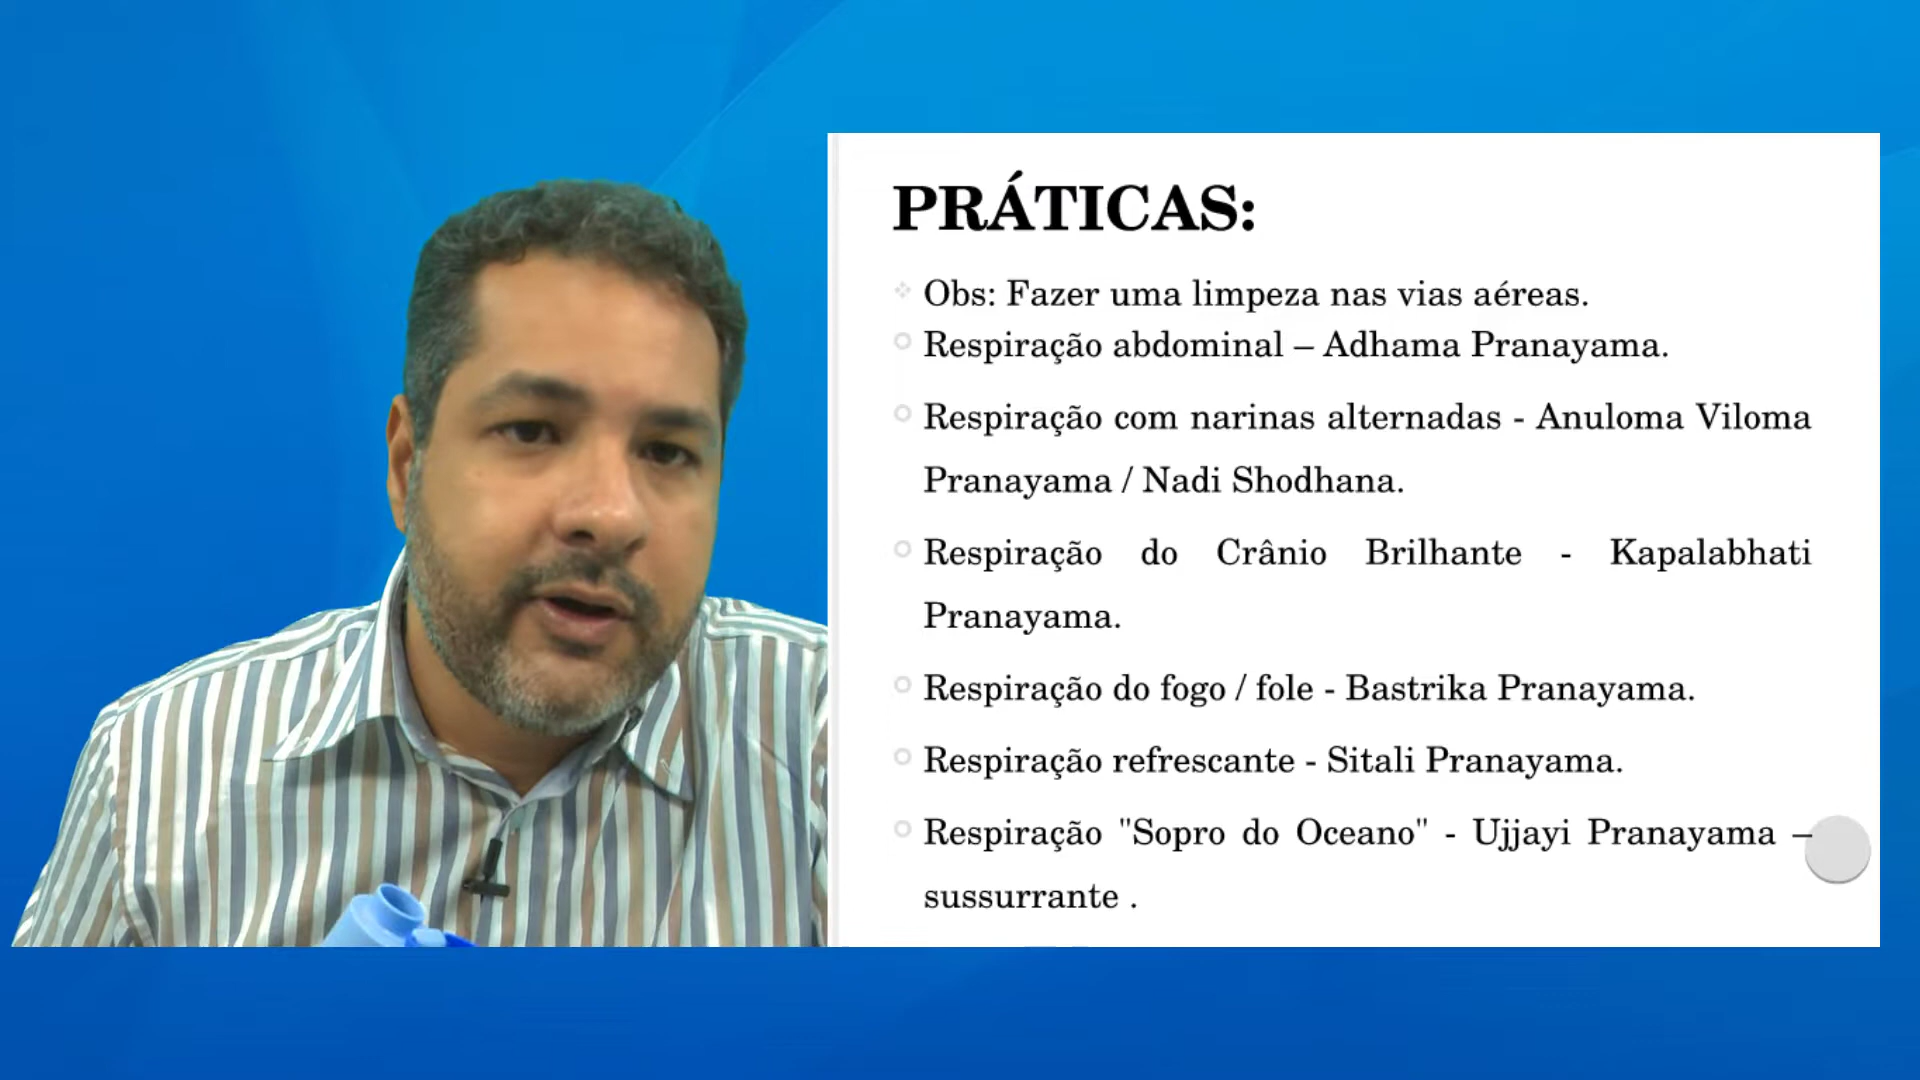 PRÁTICAS:
Obs: Fazer uma limpeza nas vias aéreas.
Respiração abdominal – Adhama Pranayama.
Respiração com narinas alternadas - Anuloma Viloma
Pranayama / Nadi Shodhana.
Respiração do Crânio Brilhante - Kapalabhati
Pranayama.
Respiração do fogo / fole - Bastrika Pranayama.
Respiração refrescante - Sitali Pranayama.
Respiração "Sopro do Oceano" - Ujjayi Pranayama –
sussurrante .